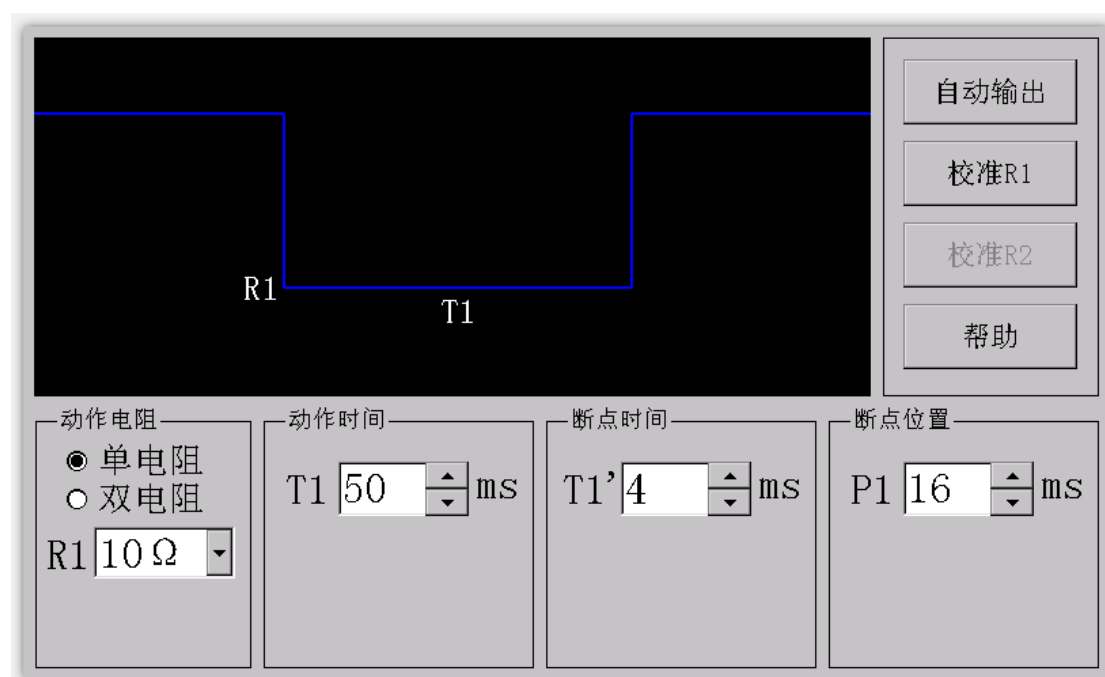 R1
T1
自动输出
校准R1
校准R2
帮助
动作电阻
单电阻
双电阻
R1 10Ω
动作时间
T1 50 ms
断点时间
T1’ 4 ms
断点位置
P1 16 ms